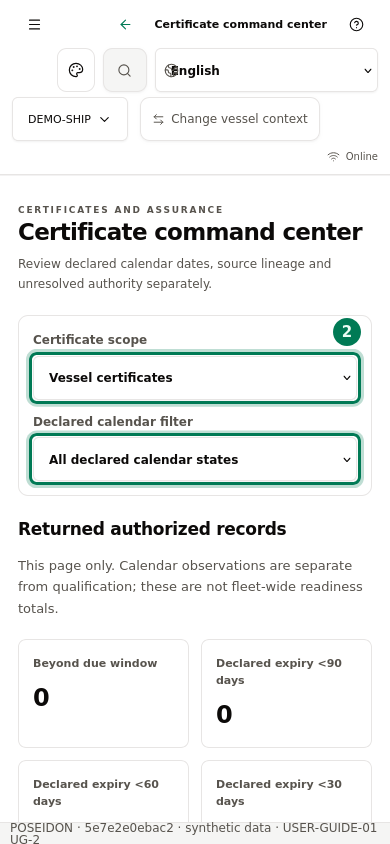 Certificate command center
English
DEMO-SHIP
Change vessel context
Online
CERTIFICATES AND ASSURANCE
Certificate command center
Review declared calendar dates, source lineage and
unresolved authority separately.
2
Certificate scope
Vessel certificates
Declared calendar filter
All declared calendar states
Returned authorized records
This page only. Calendar observations are separate
from qualification; these are not fleet-wide readiness
totals.
Beyond due window
0
Declared expiry <90
days
0
Declared expiry <60
days
Declared expiry <30
days
POSEIDON · 5e7e2e0ebac2 · synthetic data · USER-GUIDE-01
UG-2